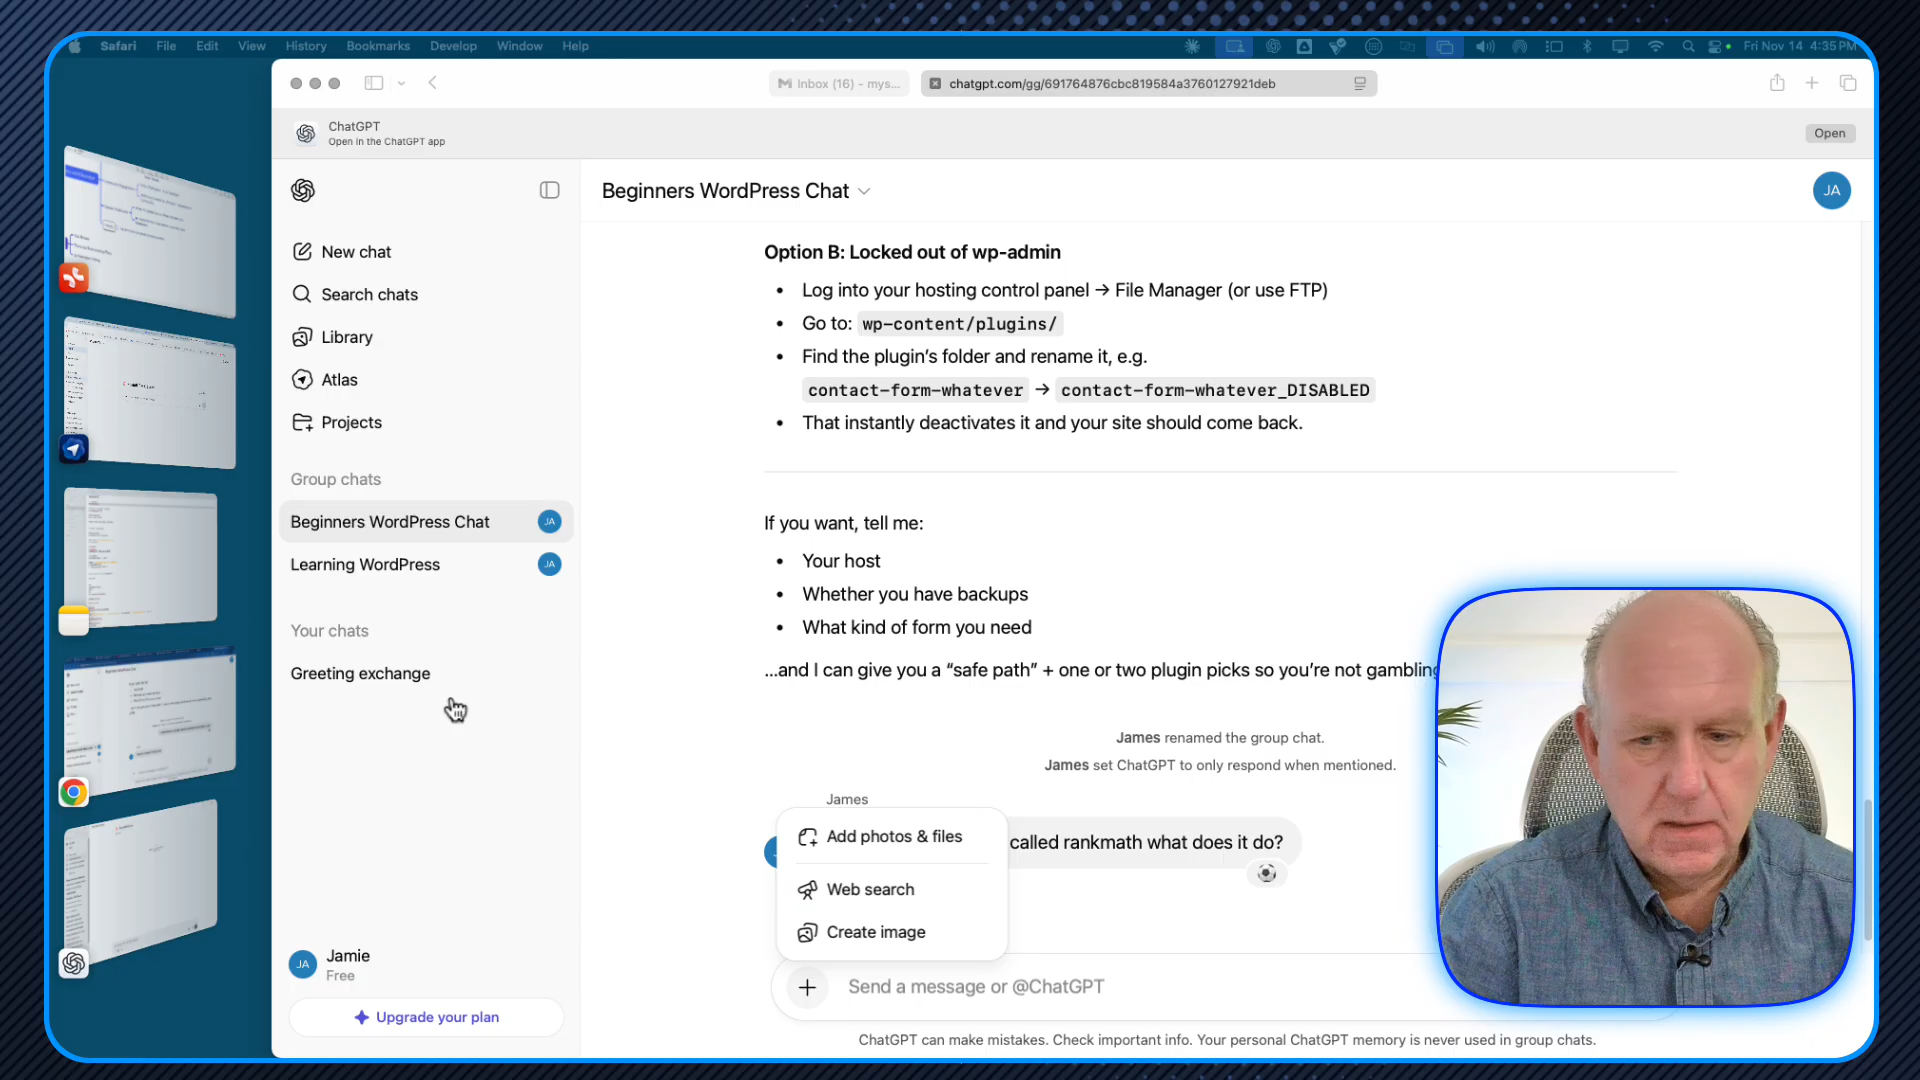 Safari File Edit View History Bookmarks Develop Window Help Fri Nov 14 4:35 PM
Inbox (16) - mys... chatgpt.com/gg/691764876cbc819584a3760127921deb
ChatGPT
Open in the ChatGPT app
Open
Beginners WordPress Chat
JA
New chat
Search chats
Library
Atlas
Projects
Group chats
Beginners WordPress Chat JA
Learning WordPress JA
Your chats
Greeting exchange
Jamie
JA
Free
Upgrade your plan
Option B: Locked out of wp-admin
• Log into your hosting control panel → File Manager (or use FTP)
• Go to: wp-content/plugins/
• Find the plugin’s folder and rename it, e.g.
contact-form-whatever → contact-form-whatever_DISABLED
• That instantly deactivates it and your site should come back.
If you want, tell me:
• Your host
• Whether you have backups
• What kind of form you need
...and I can give you a “safe path” + one or two plugin picks so you’re not gambling
James renamed the group chat.
James set ChatGPT to only respond when mentioned.
James
called rankmath what does it do?
Add photos & files
Web search
Create image
Send a message or @ChatGPT
ChatGPT can make mistakes. Check important info. Your personal ChatGPT memory is never used in group chats.